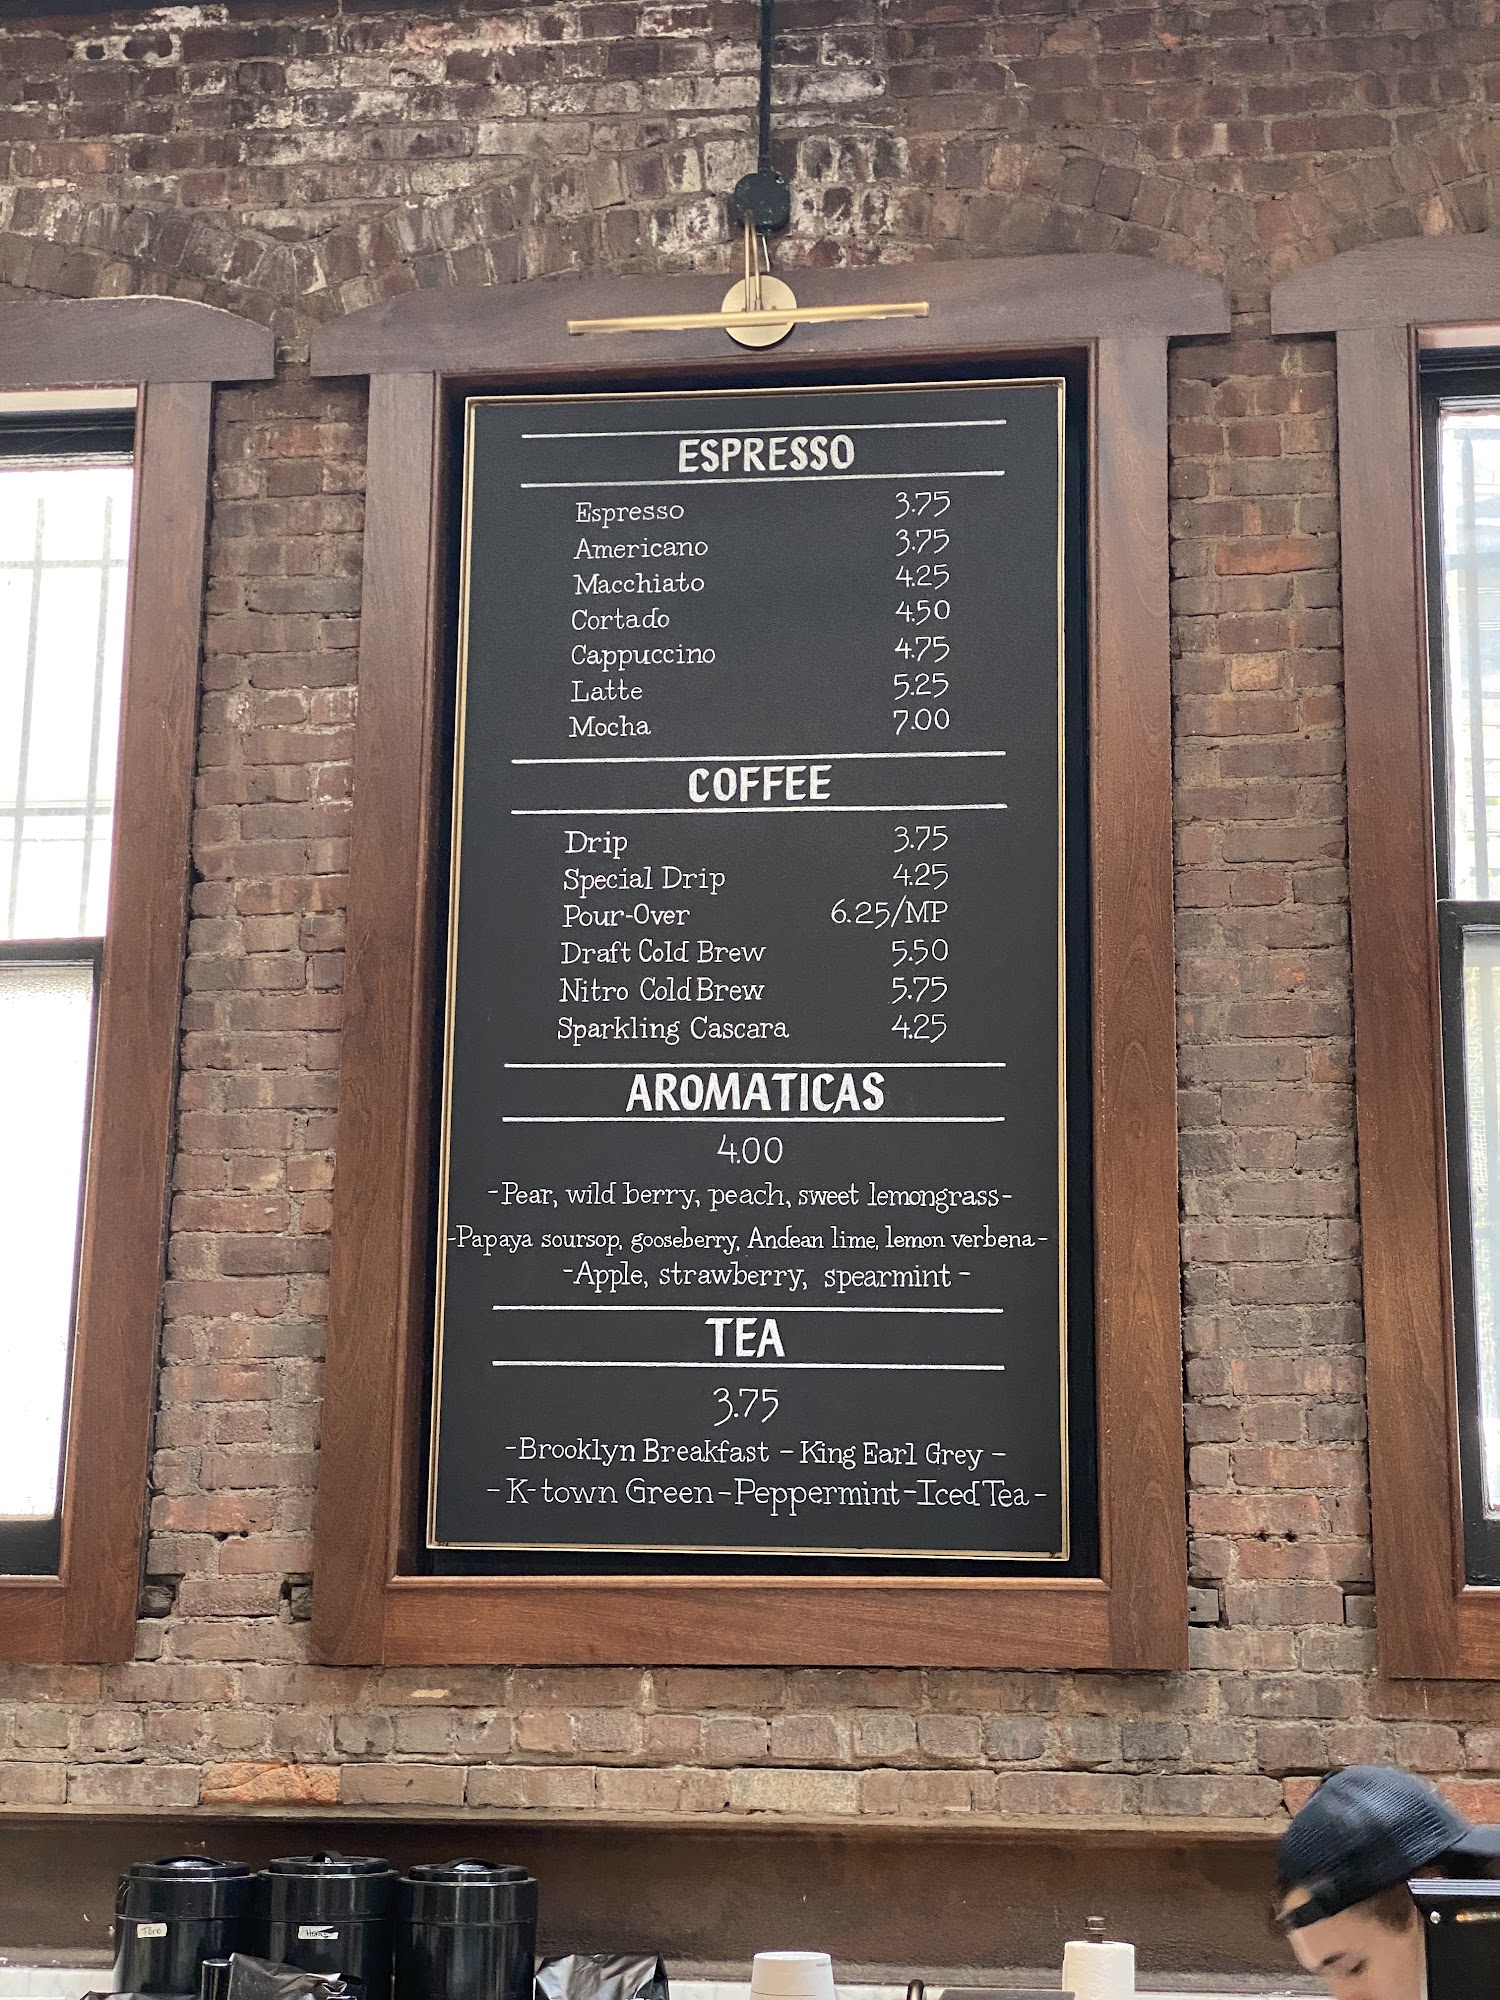 ESPRESSO
Espresso 3.75
Americano 3.75
Macchiato 4.25
Cortado 4.50
Cappuccino 4.75
Latte 5.25
Mocha 7.00
COFFEE
Drip 3.75
Special Drip 4.25
Pour-Over 6.25/MP
Draft Cold Brew 5.50
Nitro Cold Brew 5.75
Sparkling Cascara 4.25
AROMATICAS
4.00
-Pear, wild berry, peach, sweet lemongrass-
-Papaya soursop, gooseberry, Andean lime, lemon verbena-
-Apple, strawberry, spearmint-
TEA
3.75
-Brooklyn Breakfast - King Earl Grey -
- K-town Green - Peppermint - Iced Tea -